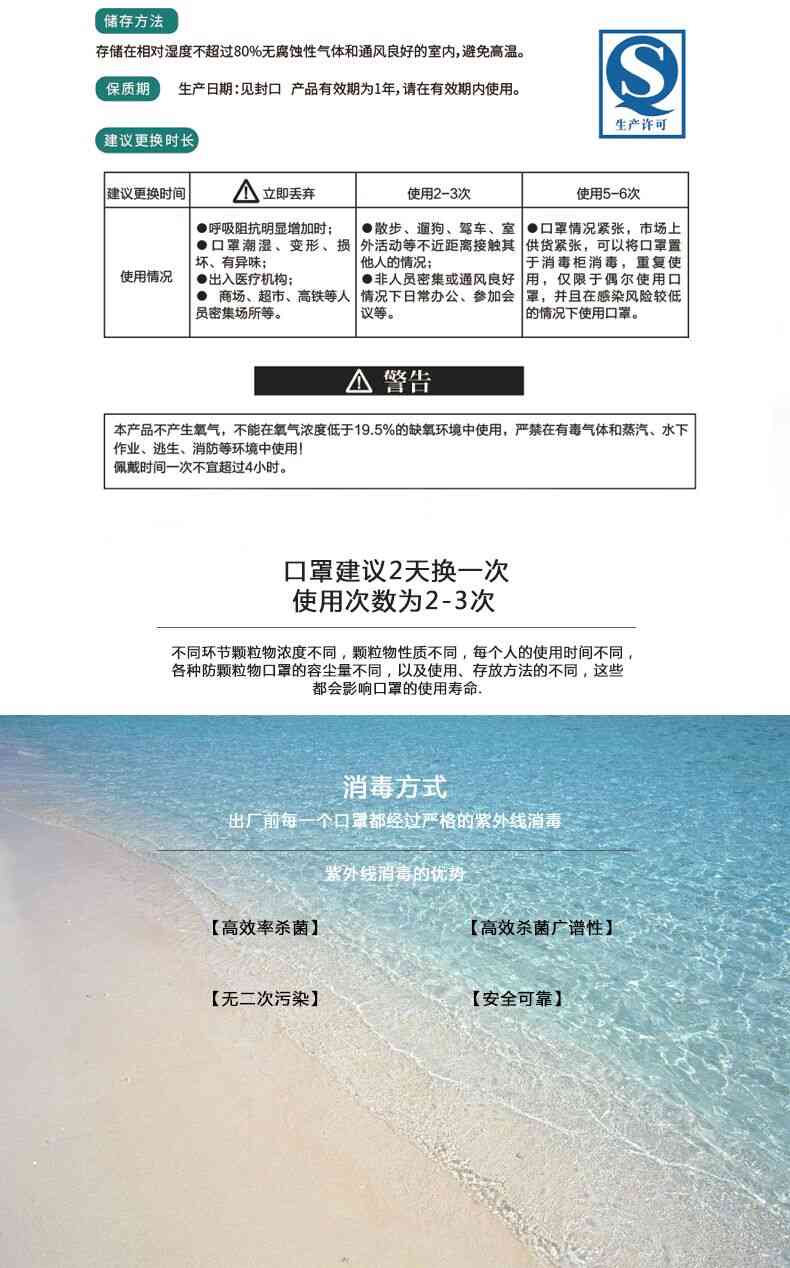 储存方法
存储在相对湿度不超过80%无腐蚀性气体和通风良好的室内,避免高温。
保质期 生产日期:见封口 产品有效期为1年,请在有效期内使用。
S
生产许可
建议更换时长
建议更换时间 立即丢弃 使用2-3次 使用5-6次
使用情况
●呼吸阻抗明显增加时;
●口罩潮湿、变形、损
坏、有异味;
●出入医疗机构;
● 商场、超市、高铁等人
员密集场所等。
●散步、遛狗、驾车、室
外活动等不近距离接触其
他人的情况;
●非人员密集或通风良好
情况下日常办公、参加会
议等。
●口罩情况紧张,市场上
供货紧张,可以将口罩置
于消毒柜消毒,重复使
用,仅限于偶尔使用口
罩,并且在感染风险较低
的情况下使用口罩。
警告
本产品不产生氧气,不能在氧气浓度低于19.5%的缺氧环境中使用,严禁在有毒气体和蒸汽、水下
作业、逃生、消防等环境中使用!
佩戴时间一次不宜超过4小时。
口罩建议2天换一次
使用次数为2-3次
不同环节颗粒物浓度不同,颗粒物性质不同,每个人的使用时间不同,
各种防颗粒物口罩的容尘量不同,以及使用、存放方法的不同,这些
都会影响口罩的使用寿命.
消毒方式
出厂前每一个口罩都经过严格的紫外线消毒
紫外线消毒的优势
【高效率杀菌】 【高效杀菌广谱性】
【无二次污染】 【安全可靠】